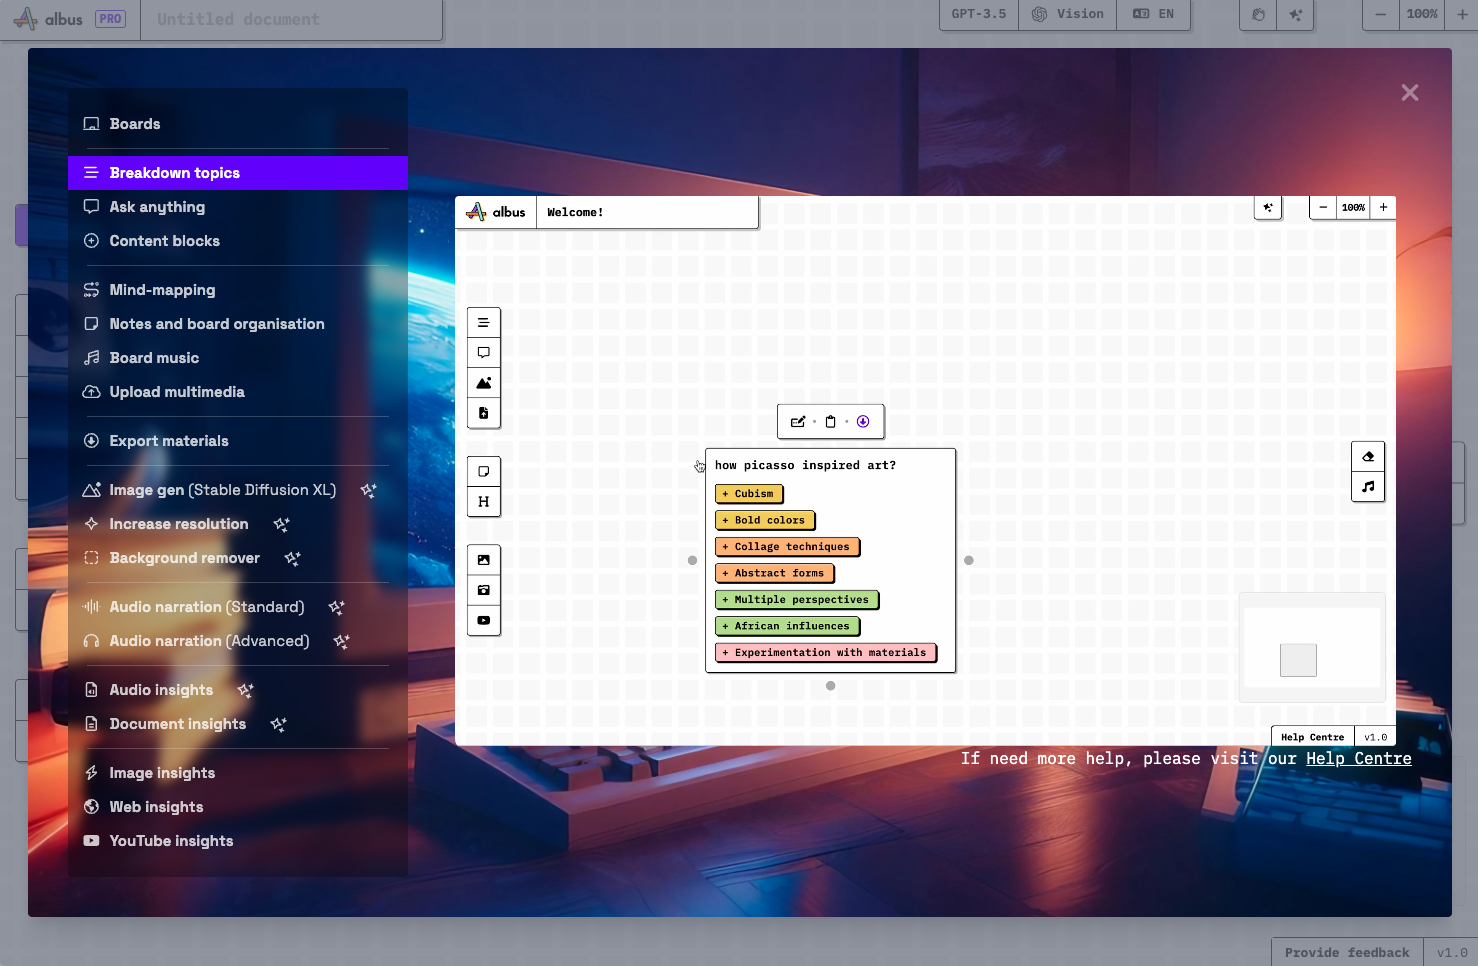 albus PRO
Untitled document
GPT-3.5
Vision
EN
100%
Boards
Breakdown topics
Ask anything
Content blocks
Mind-mapping
Notes and board organisation
Board music
Upload multimedia
Export materials
Image gen (Stable Diffusion XL)
Increase resolution
Background remover
Audio narration (Standard)
Audio narration (Advanced)
Audio insights
Document insights
Image insights
Web insights
YouTube insights
albus
Welcome!
100%
H
how picasso inspired art?
+ Cubism
+ Bold colors
+ Collage techniques
+ Abstract forms
+ Multiple perspectives
+ African influences
+ Experimentation with materials
Help Centre
v1.0
If need more help, please visit our Help Centre
Provide feedback
v1.0